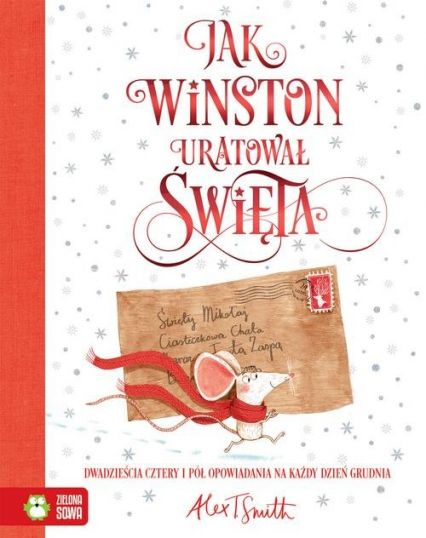 JAK
WINSTON
URATOWAŁ
ŚWIĘTA
Święty Mikołaj
Ciasteczkowa Chata
Zaspą
DWADZIEŚCIA CZTERY I PÓŁ OPOWIADANIA NA KAŻDY DZIEŃ GRUDNIA
Alex T Smith
ZIELONA
SOWA